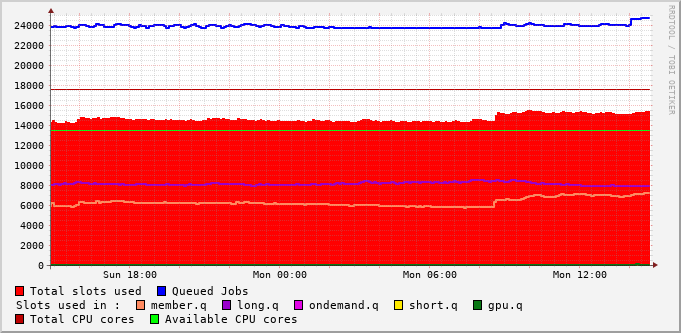 RRDTOOL / TOBI OETIKER
24000
22000
20000
18000
16000
14000
12000
10000
8000
6000
4000
2000
0
Sun 18:00 Mon 00:00 Mon 06:00 Mon 12:00
Total slots used Queued Jobs
Slots used in : member.q long.q ondemand.q short.q gpu.q
Total CPU cores Available CPU cores